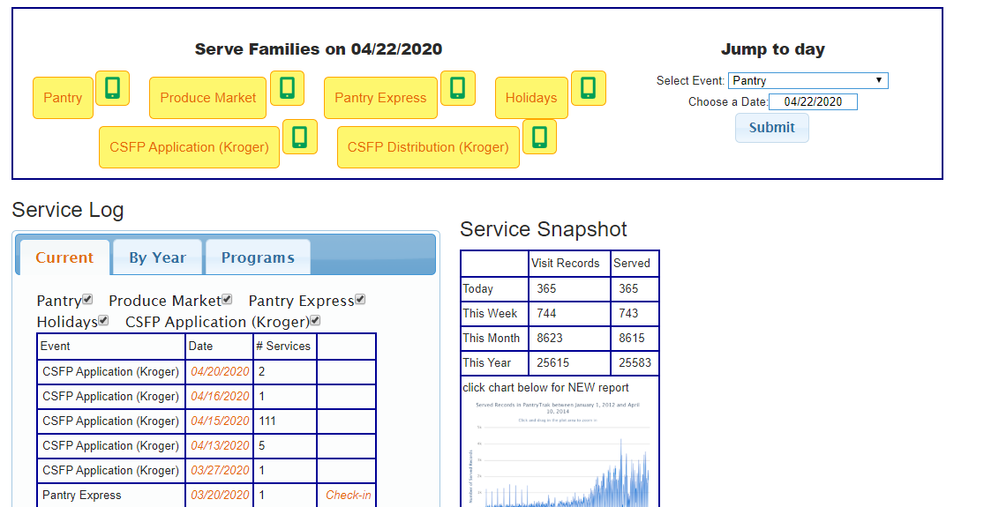 Serve Families on 04/22/2020
Pantry
Produce Market
Pantry Express
Holidays
CSFP Application (Kroger)
CSFP Distribution (Kroger)
Jump to day
Select Event: Pantry
Choose a Date: 04/22/2020
Submit
Service Log
Current By Year Programs
Pantry Produce Market Pantry Express
Holidays CSFP Application (Kroger)
Event Date # Services
CSFP Application (Kroger) 04/20/2020 2
CSFP Application (Kroger) 04/16/2020 1
CSFP Application (Kroger) 04/15/2020 111
CSFP Application (Kroger) 04/13/2020 5
CSFP Application (Kroger) 03/27/2020 1
Pantry Express 03/20/2020 1 Check-in
Service Snapshot
Visit Records Served
Today 365 365
This Week 744 743
This Month 8623 8615
This Year 25615 25583
click chart below for NEW report
Served Records in PantryTrak between January 1, 2012 and April
10, 2014
Click and drag in the plot area to zoom in
Number of Served Records